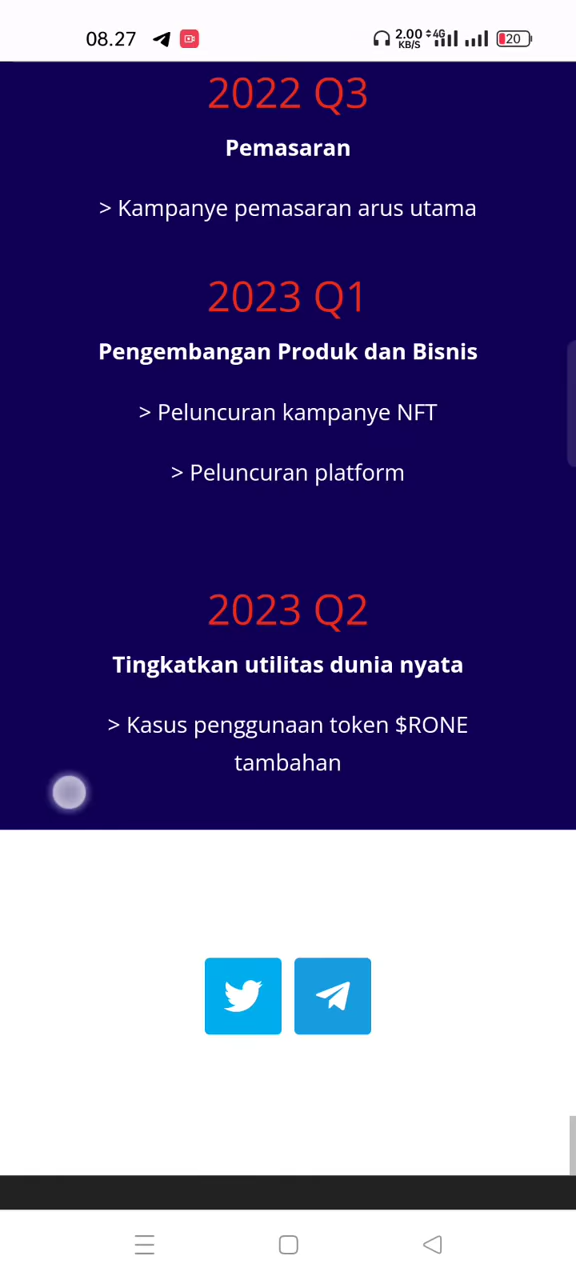 08.27
2.00
KB/S
4G
20
2022 Q3
Pemasaran
> Kampanye pemasaran arus utama
2023 Q1
Pengembangan Produk dan Bisnis
> Peluncuran kampanye NFT
> Peluncuran platform
2023 Q2
Tingkatkan utilitas dunia nyata
> Kasus penggunaan token $RONE
tambahan